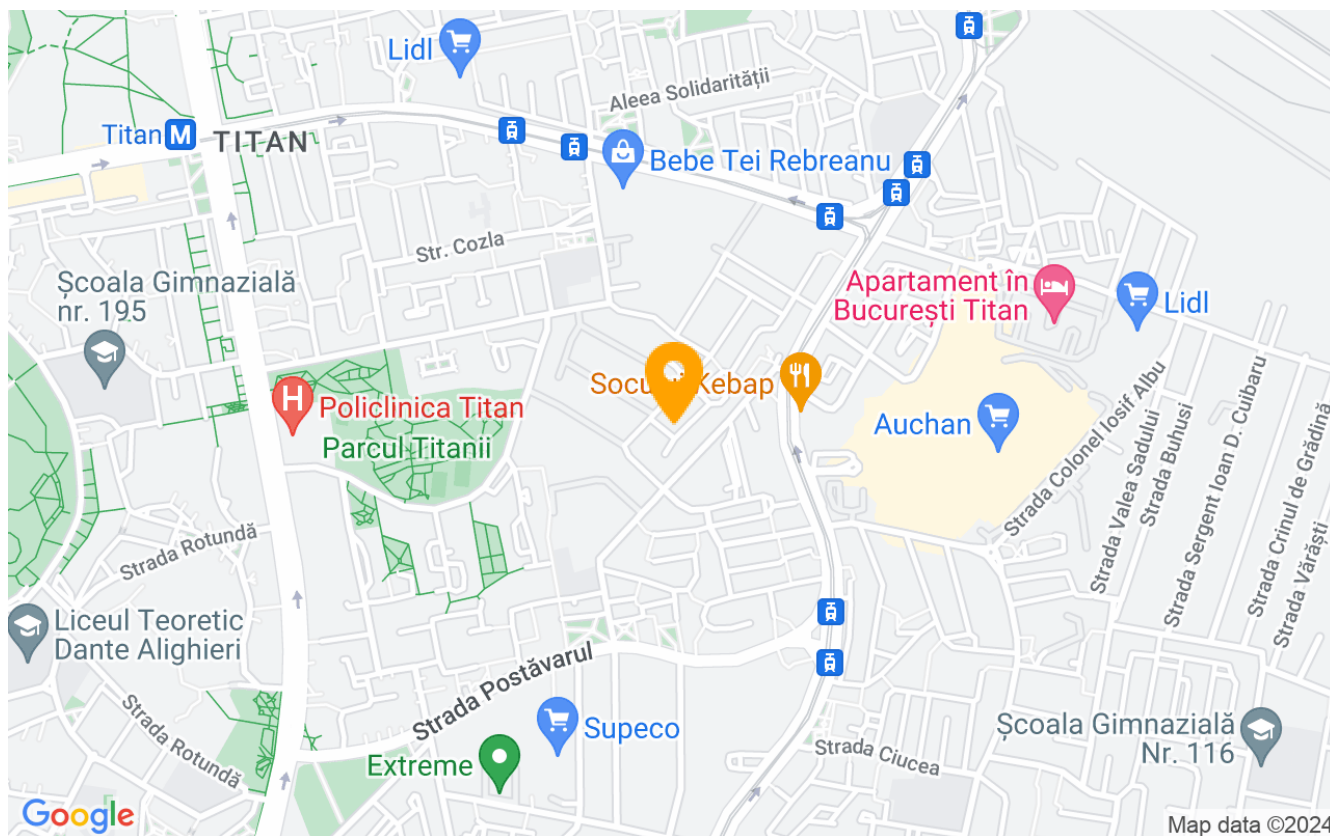 Lidl
Aleea Solidarității
Titan
M
TITAN
Bebe Tei Rebreanu
Str. Cozla
Școala Gimnazială
nr. 195
Apartament în
București Titan
Lidl
Kebap
H
Policlinica Titan
Parcul Titanii
Auchan
Strada Colonel Iosif Albu
Strada Valea Sadului
Strada Buhusi
Strada Sergent Ioan D. Cuibaru
Strada Crinul de Grădină
Strada Vărăști
Strada Rotundă
Liceul Teoretic
Dante Alighieri
Strada Postăvarul
Strada Rotundă
Supeco
Extreme
Strada Ciucea
Școala Gimnazială
Nr. 116
Google
Map data ©2024